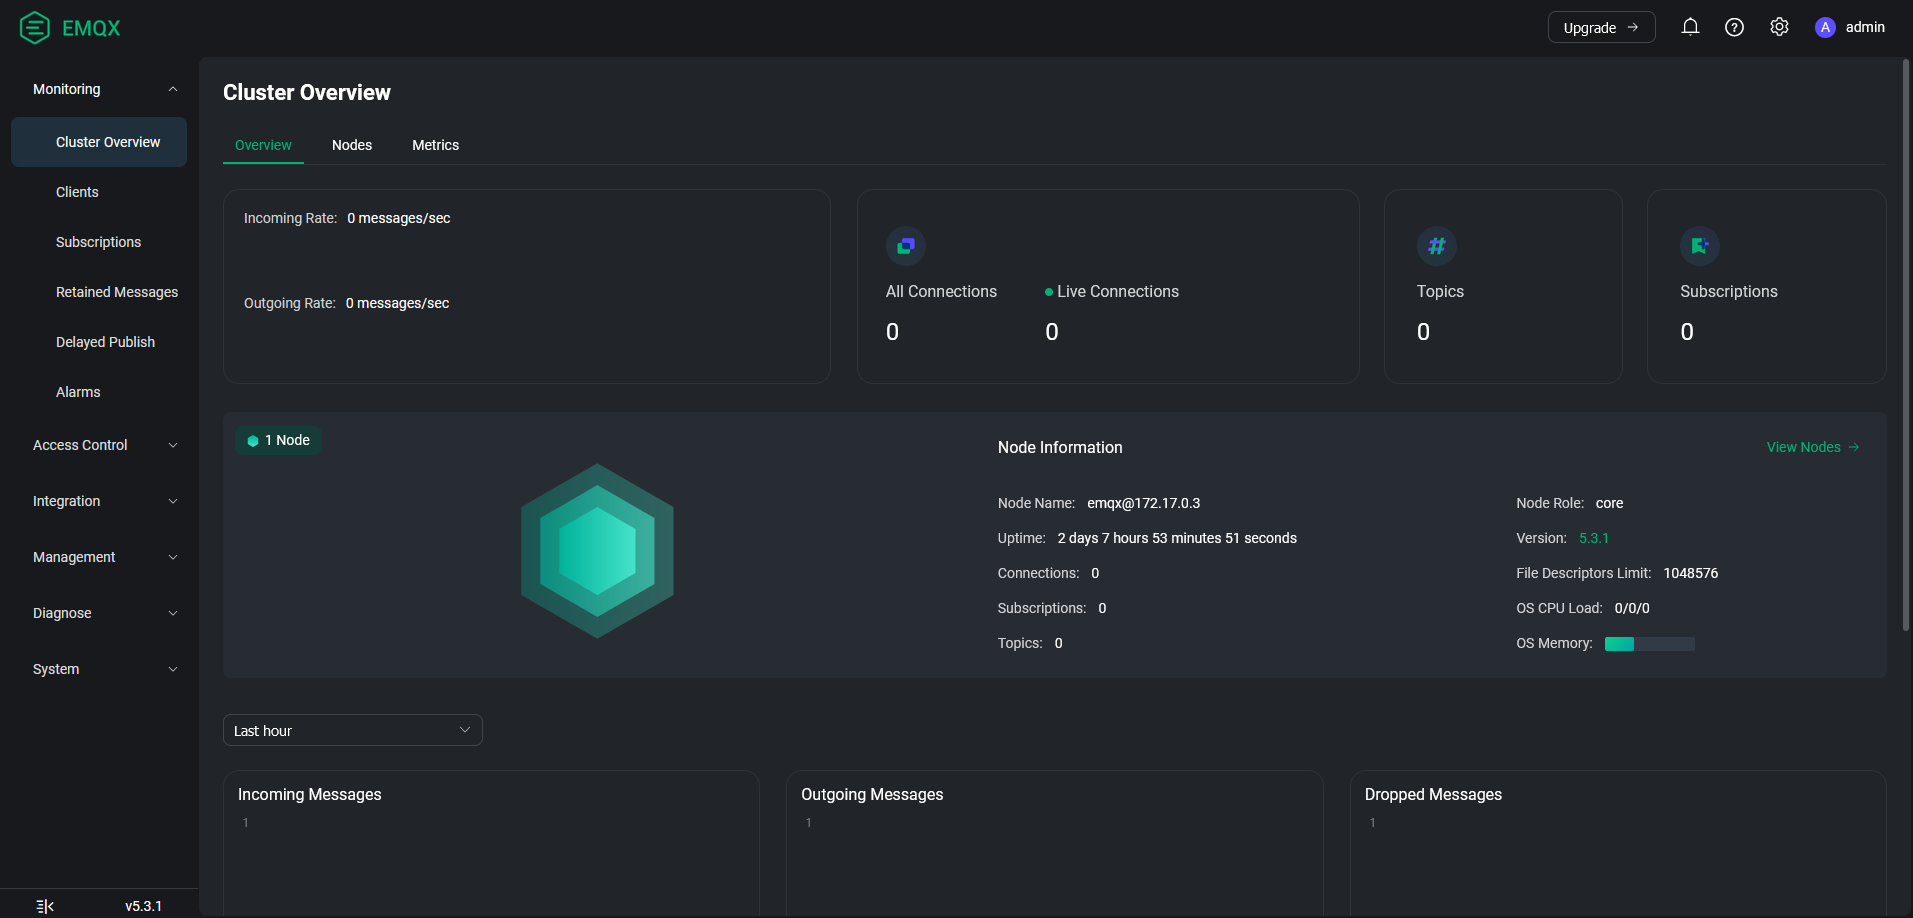 EMQX
Upgrade →
A admin
Monitoring
Cluster Overview
Clients
Subscriptions
Retained Messages
Delayed Publish
Alarms
Access Control
Integration
Management
Diagnose
System
v5.3.1
Cluster Overview
Overview Nodes Metrics
Incoming Rate: 0 messages/sec
Outgoing Rate: 0 messages/sec
All Connections
0
Live Connections
0
#
Topics
0
Subscriptions
0
1 Node
Node Information
View Nodes →
Node Name: emqx@172.17.0.3
Uptime: 2 days 7 hours 53 minutes 51 seconds
Connections: 0
Subscriptions: 0
Topics: 0
Node Role: core
Version: 5.3.1
File Descriptors Limit: 1048576
OS CPU Load: 0/0/0
OS Memory:
Last hour
Incoming Messages
1
Outgoing Messages
1
Dropped Messages
1